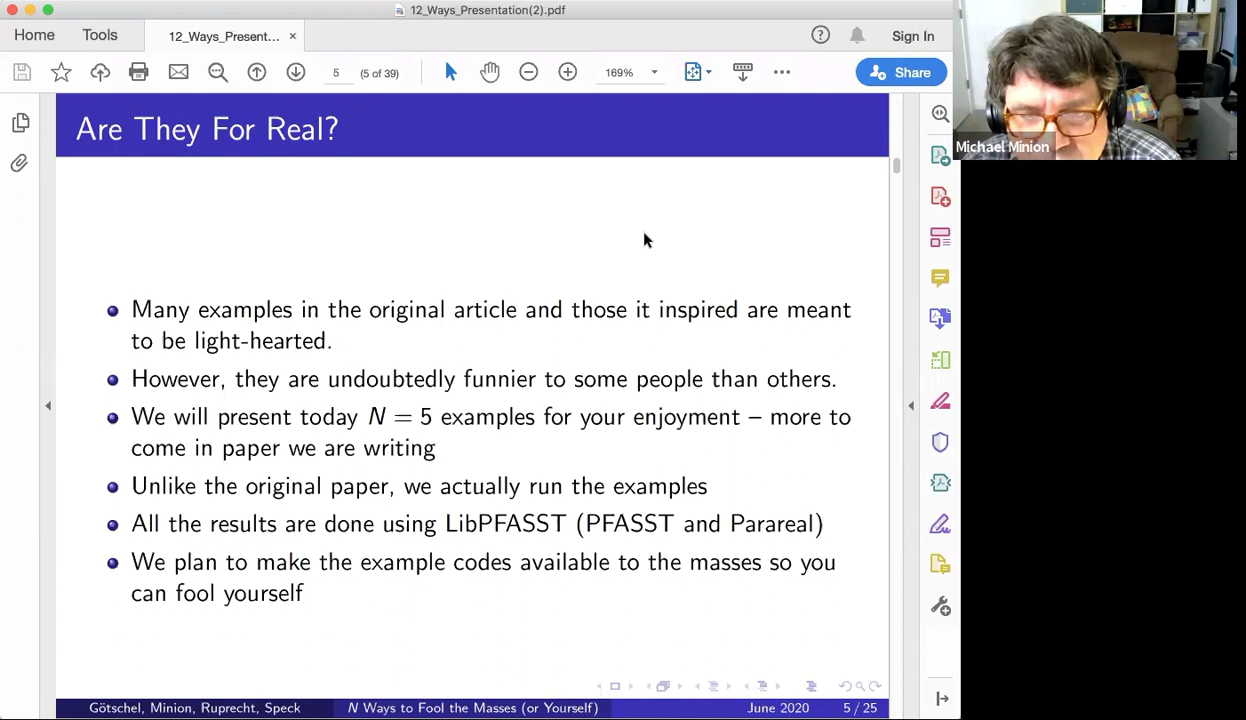 12_Ways_Presentation(2).pdf
Home
Tools
12_Ways_Present...
Sign In
5
(5 of 39)
169%
Share
Michael Minion
Are They For Real?
Many examples in the original article and those it inspired are meant
to be light-hearted.
However, they are undoubtedly funnier to some people than others.
We will present today N = 5 examples for your enjoyment – more to
come in paper we are writing
Unlike the original paper, we actually run the examples
All the results are done using LibPFASST (PFASST and Parareal)
We plan to make the example codes available to the masses so you
can fool yourself
Götschel, Minion, Ruprecht, Speck
N Ways to Fool the Masses (or Yourself)
June 2020
5 / 25